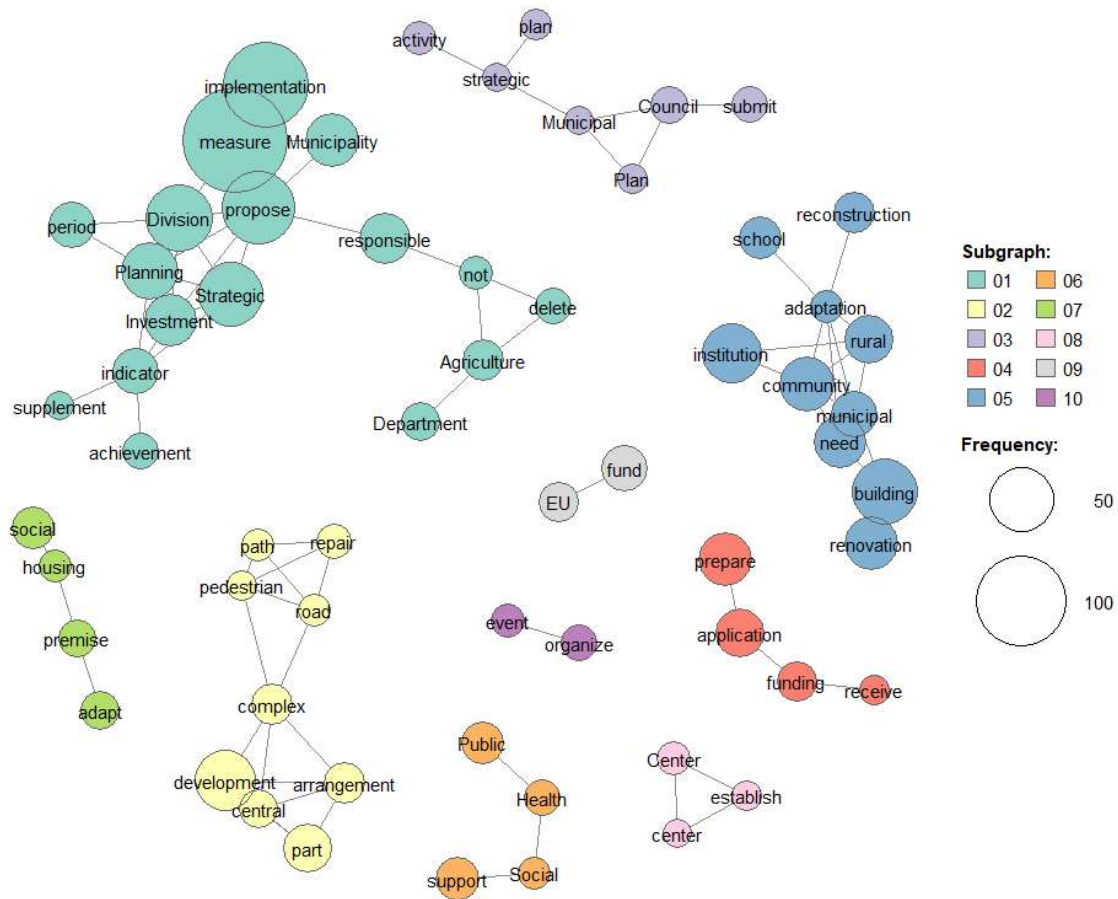 plan
activity
strategic
Council
submit
Municipal
Plan
implementation
measure
Municipality
period
Division
propose
responsible
Planning
Strategic
not
Investment
delete
indicator
Agriculture
supplement
Department
achievement
reconstruction
school
adaptation
institution
rural
community
municipal
need
building
renovation
Subgraph:
01
06
02
07
03
08
04
09
05
10
Frequency:
50
100
fund
EU
social
housing
premise
adapt
path
repair
pedestrian
road
complex
development
arrangement
central
part
event
organize
prepare
application
funding
receive
Public
Health
Social
support
Center
establish
center